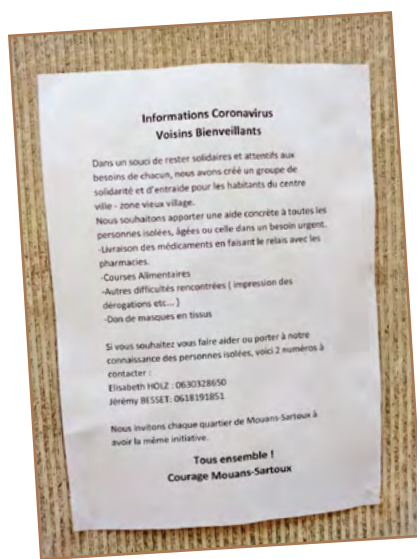 Informations Coronavirus
Voisins Bienveillants
Dans un souci de rester solidaires et attentifs aux
besoins de chacun, nous avons créé un groupe de
solidarité et d'entraide pour les habitants du centre
ville - zone vieux village.
Nous souhaitons apporter une aide concrète à toutes les
personnes isolées, âgées ou celle dans un besoin urgent.
-Livraison des médicaments en faisant le relais avec les
pharmacies.
-Courses Alimentaires
-Autres difficultés rencontrées ( impression des
dérogations etc... )
-Don de masques en tissus
Si vous souhaitez vous faire aider ou porter à notre
connaissance des personnes isolées, voici 2 numéros à
contacter :
Elisabeth HOLZ : 0630328650
Jérémy BESSET: 0618191851
Nous invitons chaque quartier de Mouans-Sartoux à
avoir la même initiative.
Tous ensemble !
Courage Mouans-Sartoux